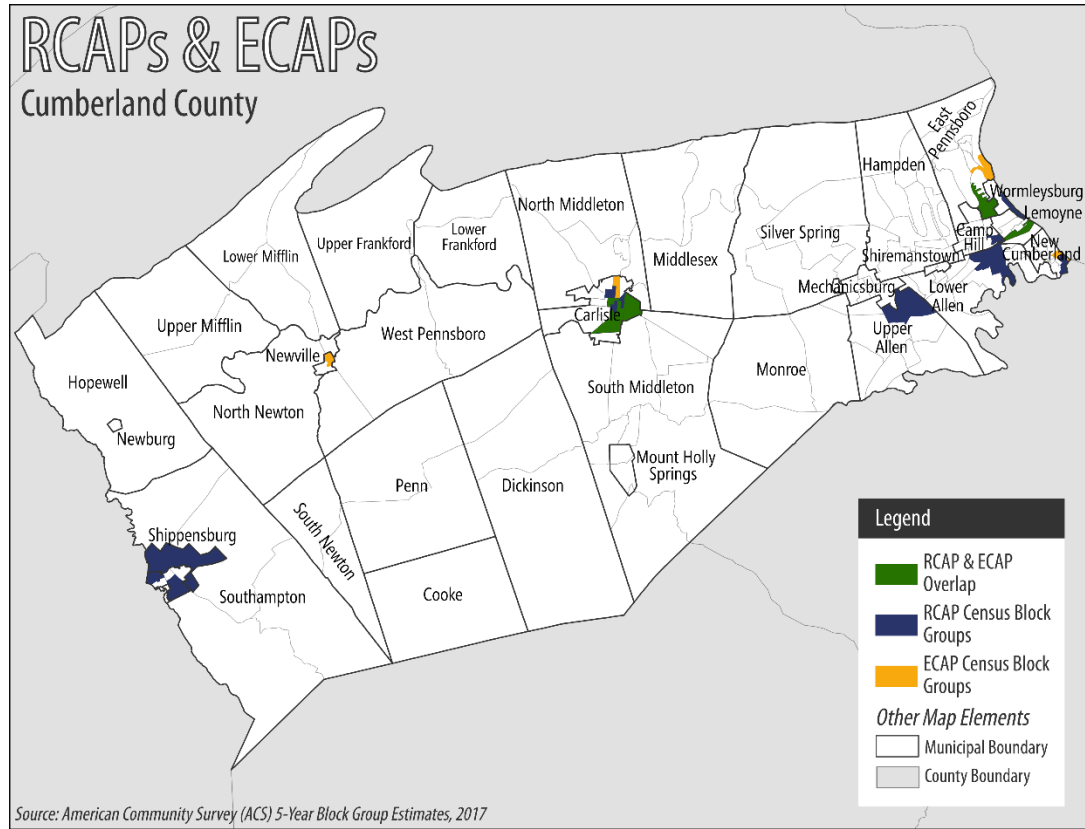 RCAPs & ECAPs
Cumberland County
East
Pennsboro
Hampden
Wormleysburg
Lemoyne
North Middleton
Lower
Frankford
Upper Frankford
Lower Mifflin
Silver Spring
Camp
Hill
New
Cumberland
Shiremanstown
Middlesex
Mechanicsburg
Lower
Allen
Upper Mifflin
West Pennsboro
Carlisle
Upper
Allen
Newville
Hopewell
South Middleton
Monroe
North Newton
Newburg
Mount Holly
Springs
Penn
Dickinson
South Newton
Shippensburg
Southampton
Cooke
Legend
RCAP & ECAP
Overlap
RCAP Census Block
Groups
ECAP Census Block
Groups
Other Map Elements
Municipal Boundary
County Boundary
Source: American Community Survey (ACS) 5-Year Block Group Estimates, 2017